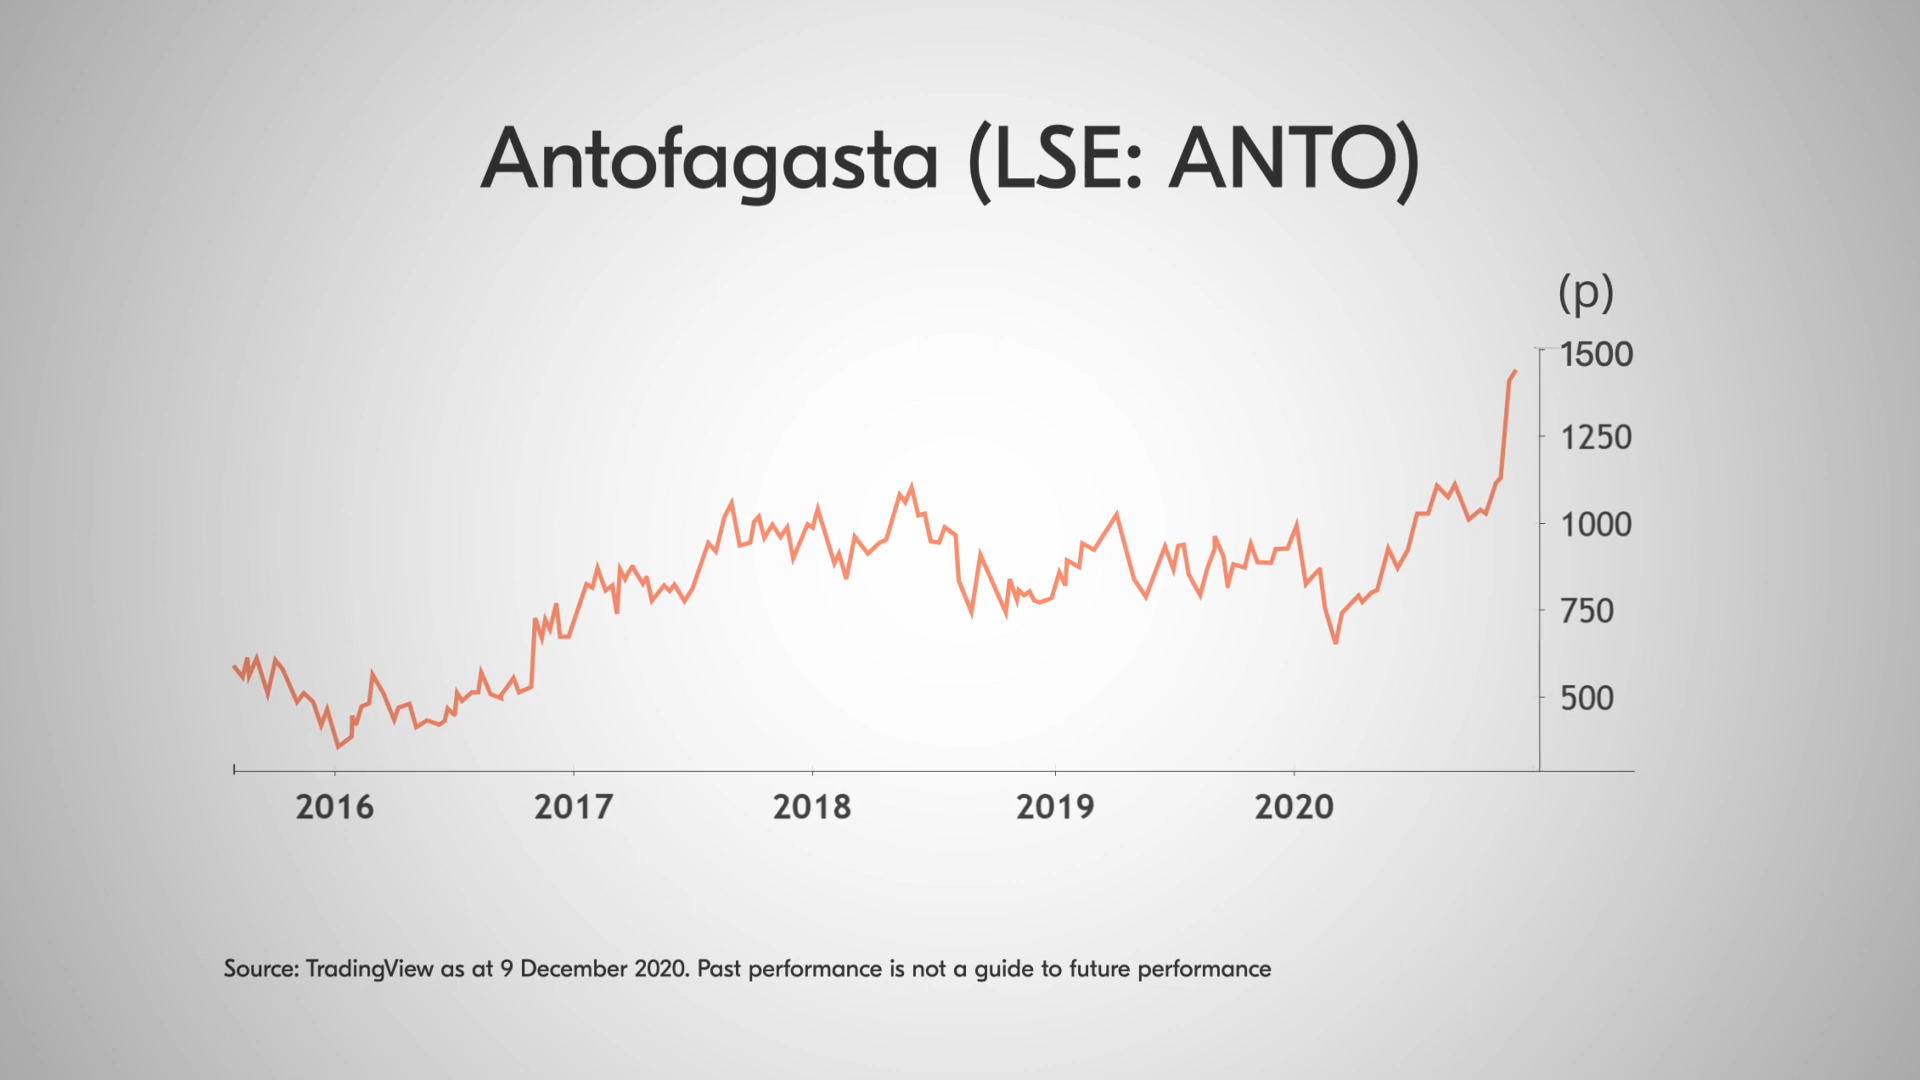 Antofagasta (LSE: ANTO)
(p)
1500
1250
1000
750
500
2016 2017 2018 2019 2020
Source: TradingView as at 9 December 2020. Past performance is not a guide to future performance